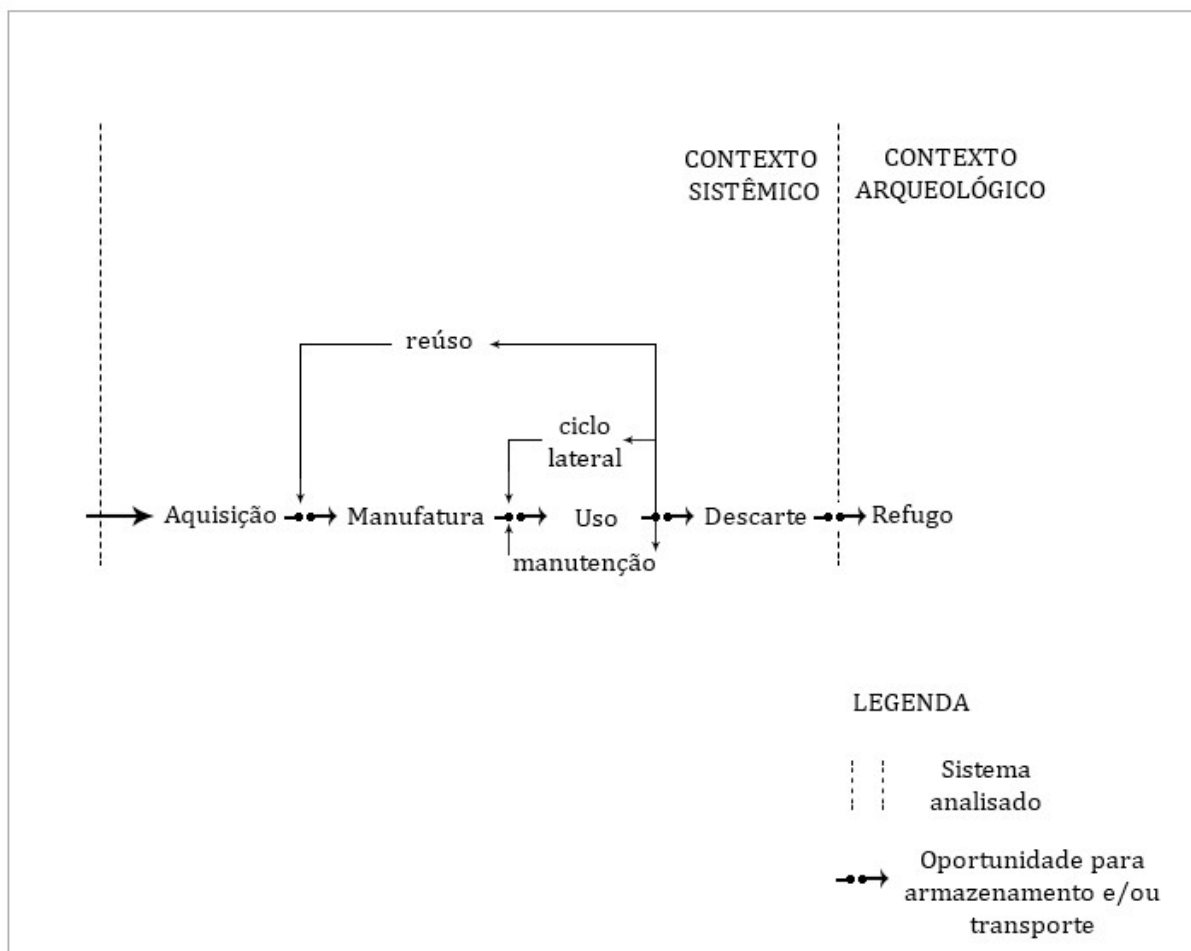 CONTEXTO
SISTÊMICO
CONTEXTO
ARQUEOLÓGICO
reúso
ciclo
lateral
Aquisição
Manufatura
Uso
Descarte
Refugo
manutenção
LEGENDA
Sistema
analisado
Oportunidade para
armazenamento e/ou
transporte